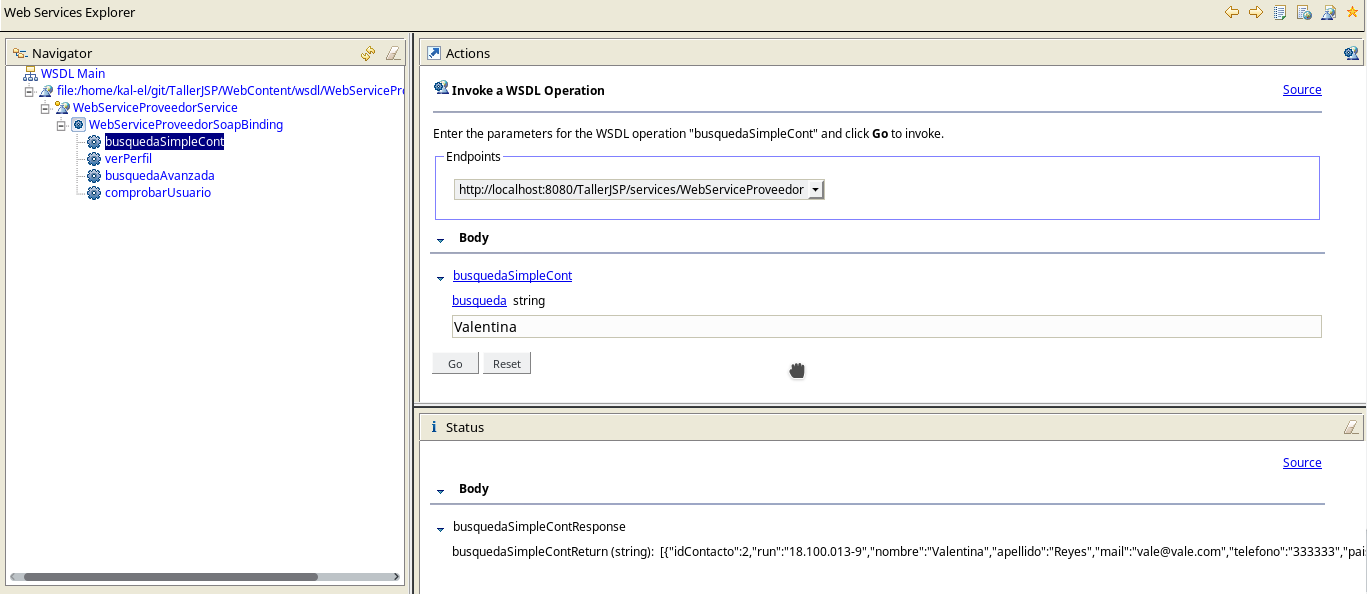 Web Services Explorer
Navigator
WSDL Main
file:/home/kal-el/git/TallerJSP/WebContent/wsdl/WebServicePr
WebServiceProveedorService
WebServiceProveedorSoapBinding
busquedaSimpleCont
verPerfil
busquedaAvanzada
comprobarUsuario
Actions
Invoke a WSDL Operation
Source
Enter the parameters for the WSDL operation "busquedaSimpleCont" and click Go to invoke.
Endpoints
http://localhost:8080/TallerJSP/services/WebServiceProveedor
Body
busquedaSimpleCont
busqueda string
Valentina
Go Reset
Status
Source
Body
busquedaSimpleContResponse
busquedaSimpleContReturn (string): [{"idContacto":2,"run":"18.100.013-9","nombre":"Valentina","apellido":"Reyes","mail":"vale@vale.com","telefono":"333333","pai